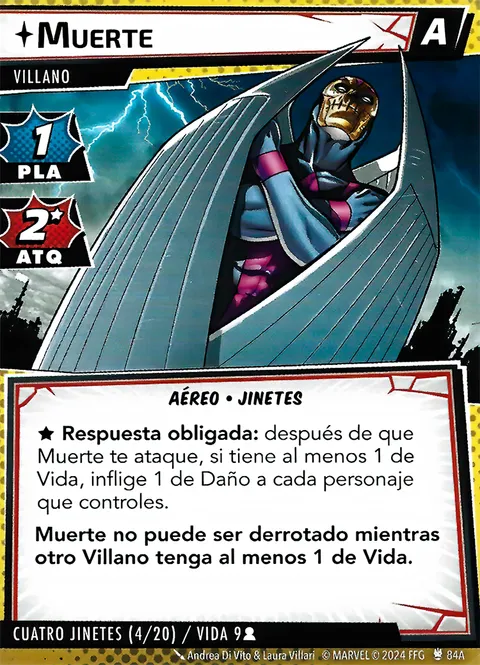 MUERTE
A
VILLANO
1
PLA
2★
ATQ
AÉREO • JINETES
★ Respuesta obligada: después de que
Muerte te ataque, si tiene al menos 1 de
Vida, inflige 1 de Daño a cada personaje
que controles.
Muerte no puede ser derrotado mientras
otro Villano tenga al menos 1 de Vida.
CUATRO JINETES (4/20) / VIDA 9
Andrea Di Vito & Laura Villari © MARVEL © 2024 FFG 84A